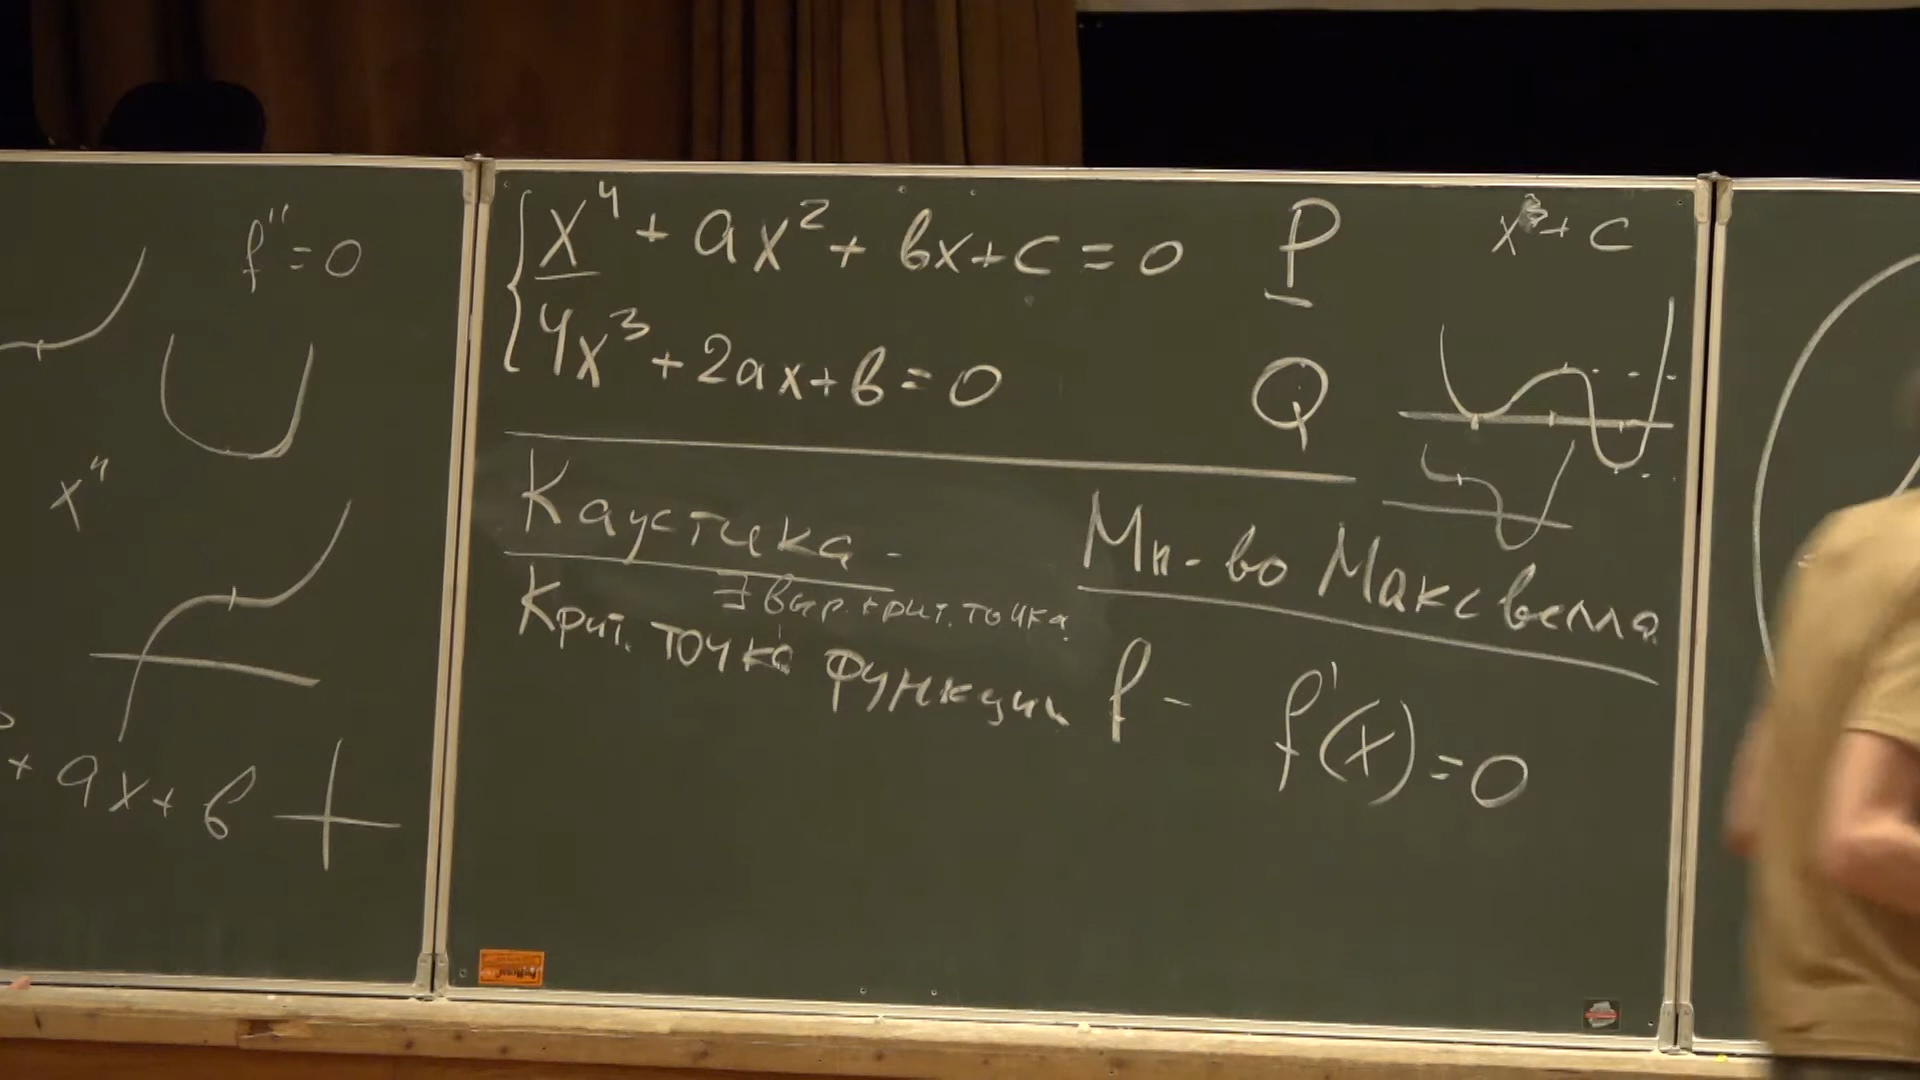 f'' = 0
x⁴
+ ax + b
x⁴ + ax² + bx + c = 0 P
4x³ + 2ax + b = 0 Q
Каустика -
∃ выр. крит. точка
Крит. точка функции f - f'(x) = 0
Мн-во Максвелла
x³ + c